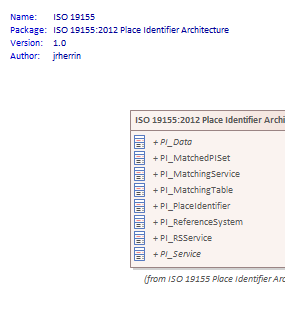 Name: ISO 19155
Package: ISO 19155:2012 Place Identifier Architecture
Version: 1.0
Author: jrherrin
ISO 19155:2012 Place Identifier Archi
+ PI_Data
+ PI_MatchedPISet
+ PI_MatchingService
+ PI_MatchingTable
+ PI_PlaceIdentifier
+ PI_ReferenceSystem
+ PI_RSService
+ PI_Service
(from ISO 19155 Place Identifier Arc